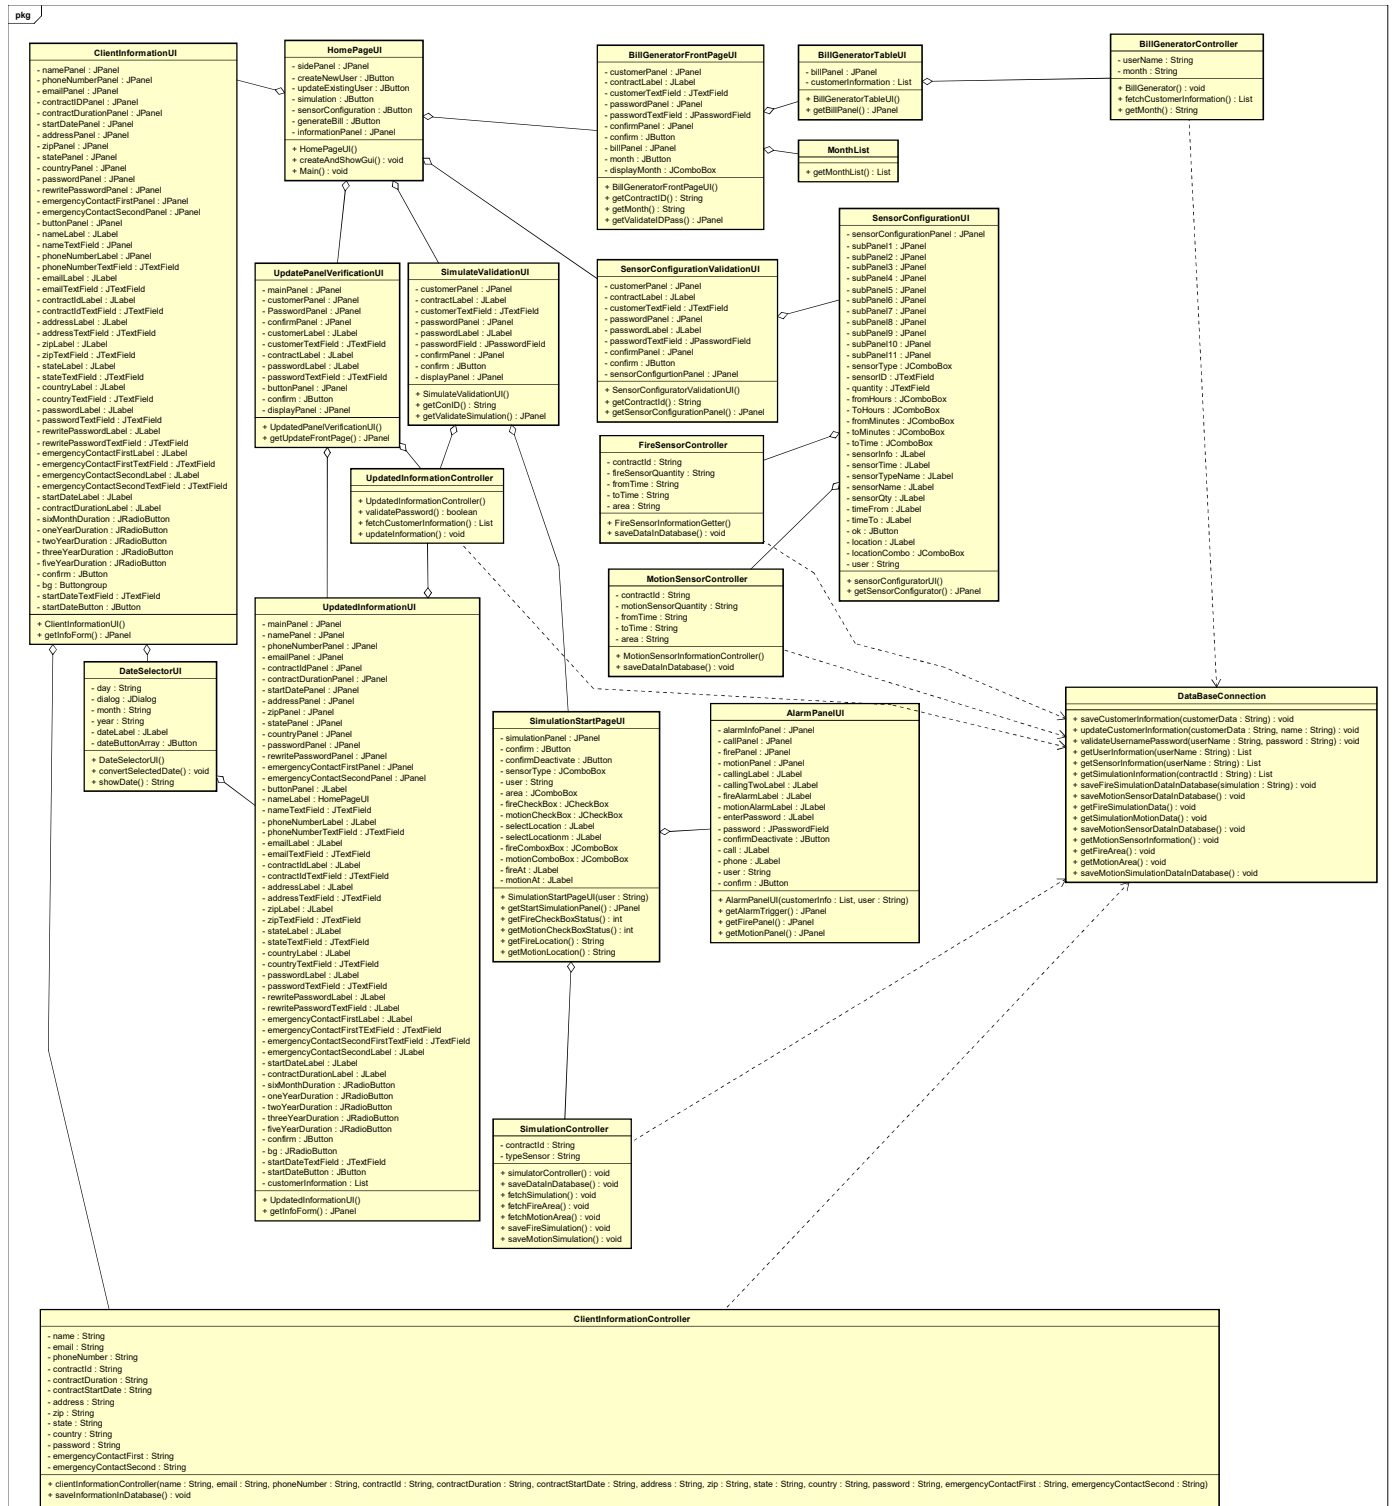 pkg
ClientInformationUI
- namePanel : JPanel
- phoneNumberPanel : JPanel
- emailPanel : JPanel
- contractIDPanel : JPanel
- contractDurationPanel : JPanel
- startDatePanel : JPanel
- addressPanel : JPanel
- zipPanel : JPanel
- statePanel : JPanel
- countryPanel : JPanel
- passwordPanel : JPanel
- rewritePasswordPanel : JPanel
- emergencyContactFirstPanel : JPanel
- emergencyContactSecondPanel : JPanel
- buttonPanel : JPanel
- nameLabel : JLabel
- nameTextField : JPanel
- phoneNumberLabel : JPanel
- phoneNumberTextField : JTextField
- emailLabel : JLabel
- emailTextField : JTextField
- contractIdLabel : JLabel
- contractIdTextField : JTextField
- addressLabel : JLabel
- addressTextField : JTextField
- zipLabel : JLabel
- zipTextField : JTextField
- stateLabel : JLabel
- stateTextField : JTextField
- countryLabel : JLabel
- countryTextField : JTextField
- passwordLabel : JLabel
- passwordTextField : JTextField
- rewritePasswordLabel : JLabel
- rewritePasswordTextField : JTextField
- emergencyContactFirstLabel : JLabel
- emergencyContactFirstTextField : JTextField
- emergencyContactSecondLabel : JLabel
- emergencyContactSecondTextField : JTextField
- startDateLabel : JLabel
- contractDurationLabel : JLabel
- sixMonthDuration : JRadioButton
- oneYearDuration : JRadioButton
- twoYearDuration : JRadioButton
- threeYearDuration : JRadioButton
- fiveYearDuration : JRadioButton
- confirm : JButton
- bg : Buttongroup
- startDateTextField : JTextField
- startDateButton : JButton
+ ClientInformationUI()
+ getInfoForm() : JPanel
HomePageUI
- sidePanel : JPanel
- createNewUser : JButton
- updateExistingUser : JButton
- simulation : JButton
- sensorConfiguration : JButton
- generateBill : JButton
- informationPanel : JPanel
+ HomePageUI()
+ createAndShowGui() : void
+ Main() : void
BillGeneratorFrontPageUI
- customerPanel : JPanel
- contractLabel : JLabel
- customerTextField : JTextField
- passwordPanel : JPanel
- passwordTextField : JPasswordField
- confirmPanel : JPanel
- confirm : JButton
- billPanel : JPanel
- month : JButton
- displayMonth : JComboBox
+ BillGeneratorFrontPageUI()
+ getContractID() : String
+ getMonth() : String
+ getValidateIDPass() : JPanel
BillGeneratorTableUI
- billPanel : JPanel
- customerInformation : List
+ BillGeneratorTableUI()
+ getBillPanel() : JPanel
BillGeneratorController
- userName : String
- month : String
+ BillGenerator() : void
+ fetchCustomerInformation() : List
+ getMonth() : String
MonthList
+ getMonthList() : List
SensorConfigurationUI
- sensorConfigurationPanel : JPanel
- subPanel1 : JPanel
- subPanel2 : JPanel
- subPanel3 : JPanel
- subPanel4 : JPanel
- subPanel5 : JPanel
- subPanel6 : JPanel
- subPanel7 : JPanel
- subPanel8 : JPanel
- subPanel9 : JPanel
- subPanel10 : JPanel
- subPanel11 : JPanel
- sensorType : JComboBox
- sensorID : JTextField
- quantity : JTextField
- fromHours : JComboBox
- ToHours : JComboBox
- fromMinutes : JComboBox
- toMinutes : JComboBox
- toTime : JComboBox
- sensorInfo : JLabel
- sensorTime : JLabel
- sensorTypeName : JLabel
- sensorName : JLabel
- sensorQty : JLabel
- timeFrom : JLabel
- timeTo : JLabel
- ok : JButton
- location : JLabel
- locationCombo : JComboBox
- user : String
+ sensorConfiguratorUI()
+ getSensorConfigurator() : JPanel
UpdatePanelVerificationUI
- mainPanel : JPanel
- customerPanel : JPanel
- PasswordPanel : JPanel
- confirmPanel : JPanel
- customerLabel : JLabel
- customerTextField : JTextField
- contractLabel : JLabel
- passwordLabel : JLabel
- passwordTextField : JTextField
- buttonPanel : JPanel
- confirm : JButton
- displayPanel : JPanel
+ UpdatedPanelVerificationUI()
+ getUpdateFrontPage() : JPanel
SimulateValidationUI
- customerPanel : JPanel
- contractLabel : JLabel
- customerTextField : JTextField
- passwordPanel : JPanel
- passwordLabel : JLabel
- passwordField : JPasswordField
- confirmPanel : JPanel
- confirm : JButton
- displayPanel : JPanel
+ SimulateValidationUI()
+ getConID() : String
+ getValidateSimulation() : JPanel
SensorConfigurationValidationUI
- customerPanel : JPanel
- contractLabel : JLabel
- customerTextField : JTextField
- passwordPanel : JPanel
- passwordLabel : JLabel
- passwordTextField : JPasswordField
- confirmPanel : JPanel
- confirm : JButton
- sensorConfigurtionPanel : JPanel
+ SensorConfiguratorValidationUI()
+ getContractId() : String
+ getSensorConfigurationPanel() : JPanel
FireSensorController
- contractId : String
- fireSensorQuantity : String
- fromTime : String
- toTime : String
- area : String
+ FireSensorInformationGetter()
+ saveDataInDatabase() : void
UpdatedInformationController
+ UpdatedInformationController()
+ validatePassword() : boolean
+ fetchCustomerInformation() : List
+ updateInformation() : void
MotionSensorController
- contractId : String
- motionSensorQuantity : String
- fromTime : String
- toTime : String
- area : String
+ MotionSensorInformationController()
+ saveDataInDatabase() : void
UpdatedInformationUI
- mainPanel : JPanel
- namePanel : JPanel
- phoneNumberPanel : JPanel
- emailPanel : JPanel
- contractIdPanel : JPanel
- contractDurationPanel : JPanel
- startDatePanel : JPanel
- addressPanel : JPanel
- zipPanel : JPanel
- statePanel : JPanel
- countryPanel : JPanel
- passwordPanel : JPanel
- rewritePasswordPanel : JPanel
- emergencyContactFirstPanel : JPanel
- emergencyContactSecondPanel : JPanel
- buttonPanel : JLabel
- nameLabel : HomePageUI
- nameTextField : JTextField
- phoneNumberLabel : JLabel
- phoneNumberTextField : JTextField
- emailLabel : JLabel
- emailTextField : JTextField
- contractIdLabel : JLabel
- contractIdTextField : JTextField
- addressLabel : JLabel
- addressTextField : JTextField
- zipLabel : JLabel
- zipTextField : JTextField
- stateLabel : JLabel
- stateTextField : JTextField
- countryLabel : JLabel
- countryTextField : JTextField
- passwordLabel : JLabel
- passwordTextField : JTextField
- rewritePasswordLabel : JLabel
- rewritePasswordTextField : JLabel
- emergencyContactFirstLabel : JLabel
- emergencyContactFirstTExtField : JTextField
- emergencyContactSecondFirstTextField : JTextField
- emergencyContactSecondLabel : JLabel
- startDateLabel : JLabel
- contractDurationLabel : JLabel
- sixMonthDuration : JRadioButton
- oneYearDuration : JRadioButton
- twoYearDuration : JRadioButton
- threeYearDuration : JRadioButton
- fiveYearDuration : JRadioButton
- confirm : JButton
- bg : JRadioButton
- startDateTextField : JTextField
- startDateButton : JButton
- customerInformation : List
+ UpdatedInformationUI()
+ getInfoForm() : JPanel
DateSelectorUI
- day : String
- dialog : JDialog
- month : String
- year : String
- dateLabel : JLabel
- dateButtonArray : JButton
+ DateSelectorUI()
+ convertSelectedDate() : void
+ showDate() : String
SimulationStartPageUI
- simulationPanel : JPanel
- confirm : JButton
- confirmDeactivate : JButton
- sensorType : JComboBox
- user : String
- area : JComboBox
- fireCheckBox : JCheckBox
- motionCheckBox : JCheckBox
- selectLocation : JLabel
- selectLocationm : JLabel
- fireComboxBox : JComboBox
- motionComboBox : JComboBox
- fireAt : JLabel
- motionAt : JLabel
+ SimulationStartPageUI(user : String)
+ getStartSimulationPanel() : JPanel
+ getFireCheckBoxStatus() : int
+ getMotionCheckBoxStatus() : int
+ getFireLocation() : String
+ getMotionLocation() : String
AlarmPanelUI
- alarmInfoPanel : JPanel
- callPanel : JPanel
- firePanel : JPanel
- motionPanel : JPanel
- callingLabel : JLabel
- callingTwoLabel : JLabel
- fireAlarmLabel : JLabel
- motionAlarmLabel : JLabel
- enterPassword : JLabel
- password : JPasswordField
- confirmDeactivate : JButton
- call : JLabel
- phone : JLabel
- user : String
- confirm : JButton
+ AlarmPanelUI(customerInfo : List, user : String)
+ getAlarmTrigger() : JPanel
+ getFirePanel() : JPanel
+ getMotionPanel() : JPanel
DataBaseConnection
+ saveCustomerInformation(customerData : String) : void
+ updateCustomerInformation(customerData : String, name : String) : void
+ validateUsernamePassword(userName : String, password : String) : void
+ getUserInformation(userName : String) : List
+ getSensorInformation(userName : String) : List
+ getSimulationInformation(contractId : String) : List
+ saveFireSimulationDataInDatabase(simulation : String) : void
+ saveMotionSensorDataInDatabase() : void
+ getFireSimulationData() : void
+ getSimulationMotionData() : void
+ saveMotionSensorDataInDatabase() : void
+ getMotionSensorInformation() : void
+ getFireArea() : void
+ getMotionArea() : void
+ saveMotionSimulationDataInDatabase() : void
SimulationController
- contractId : String
- typeSensor : String
+ simulatorController() : void
+ saveDataInDatabase() : void
+ fetchSimulation() : void
+ fetchFireArea() : void
+ fetchMotionArea() : void
+ saveFireSimulation() : void
+ saveMotionSimulation() : void
ClientInformationController
- name : String
- email : String
- phoneNumber : String
- contractId : String
- contractDuration : String
- contractStartDate : String
- address : String
- zip : String
- state : String
- country : String
- password : String
- emergencyContactFirst : String
- emergencyContactSecond : String
+ clientInformationController(name : String, email : String, phoneNumber : String, contractId : String, contractDuration : String, contractStartDate : String, address : String, zip : String, state : String, country : String, password : String, emergencyContactFirst : String, emergencyContactSecond : String)
+ saveInformationInDatabase() : void